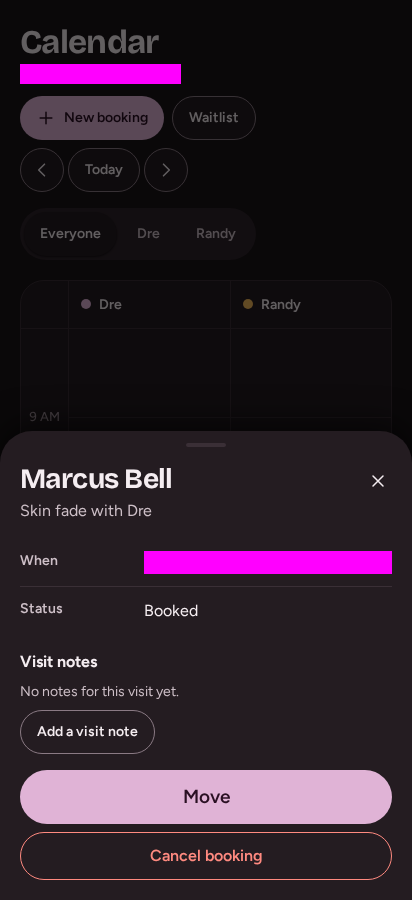 Calendar
New booking
Waitlist
Today
Everyone
Dre
Randy
Dre
Randy
9 AM
Marcus Bell
Skin fade with Dre
When
Status
Booked
Visit notes
No notes for this visit yet.
Add a visit note
Move
Cancel booking